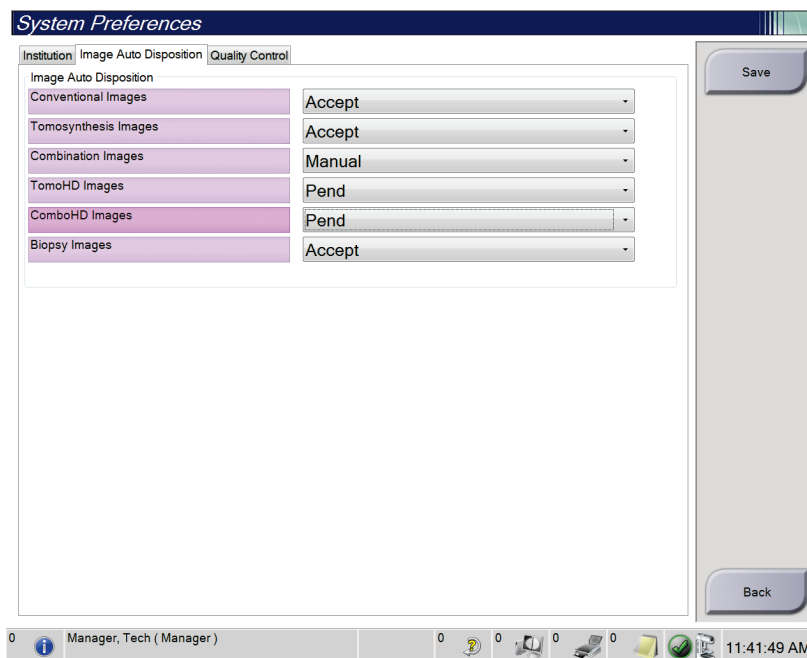 System Preferences
Institution Image Auto Disposition Quality Control
Save
Image Auto Disposition
Conventional Images Accept
Tomosynthesis Images Accept
Combination Images Manual
TomoHD Images Pend
ComboHD Images Pend
Biopsy Images Accept
Back
0 Manager, Tech ( Manager ) 0 0 0 0 11:41:49 AM